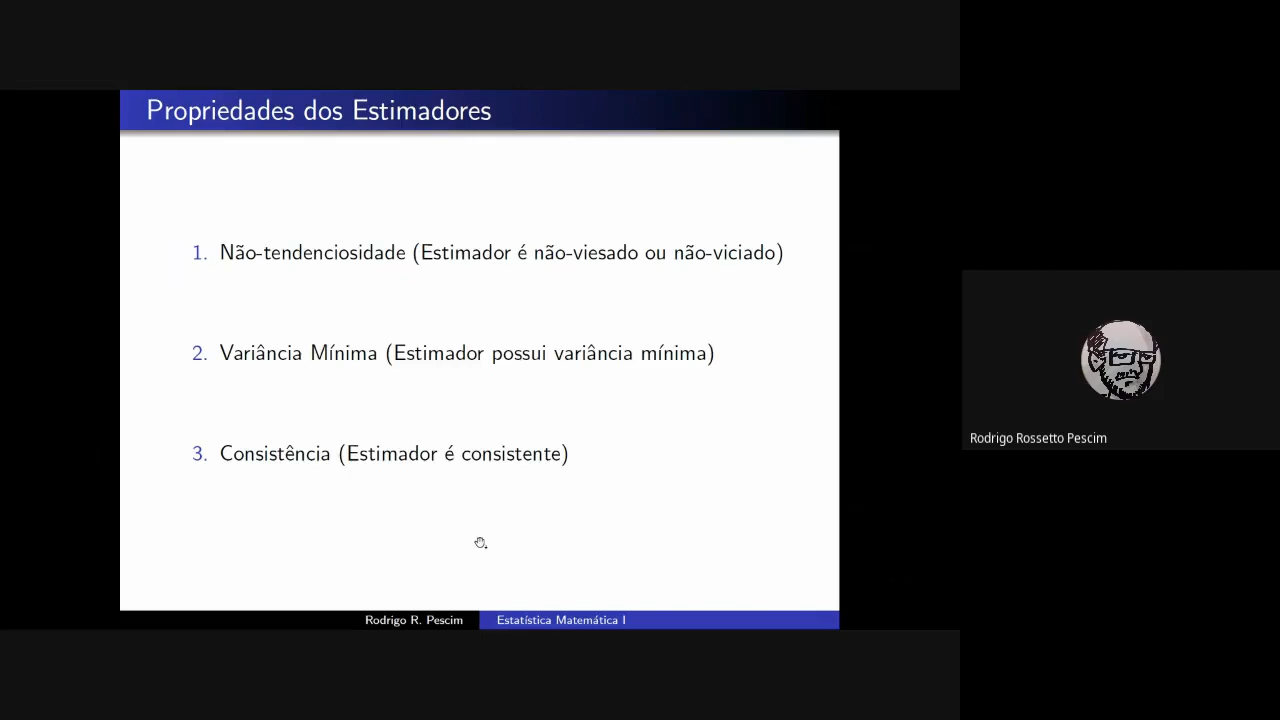 Propriedades dos Estimadores
1. Não-tendenciosidade (Estimador é não-viesado ou não-viciado)
2. Variância Mínima (Estimador possui variância mínima)
3. Consistência (Estimador é consistente)
Rodrigo Rossetto Pescim
Rodrigo R. Pescim
Estatística Matemática I